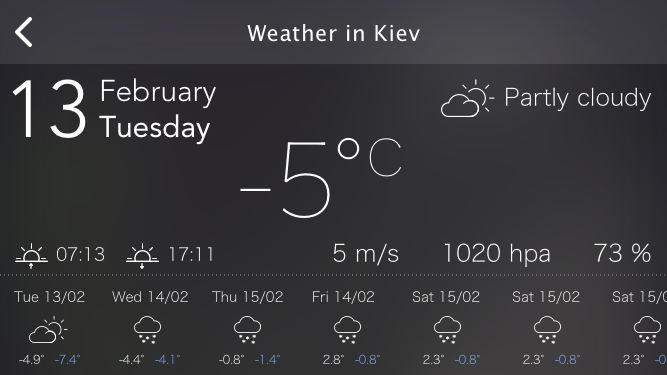 Weather in Kiev
13 February
Tuesday
Partly cloudy
-5°C
07:13 17:11 5 m/s 1020 hpa 73 %
Tue 13/02 Wed 14/02 Thu 15/02 Fri 14/02 Sat 15/02 Sat 15/02 Sat 15/0
-4.9° -7.4° -4.4° -4.1° -0.8° -1.4° 2.8° -0.8° 2.3° -0.8° 2.3° -0.8° 2.3° -0